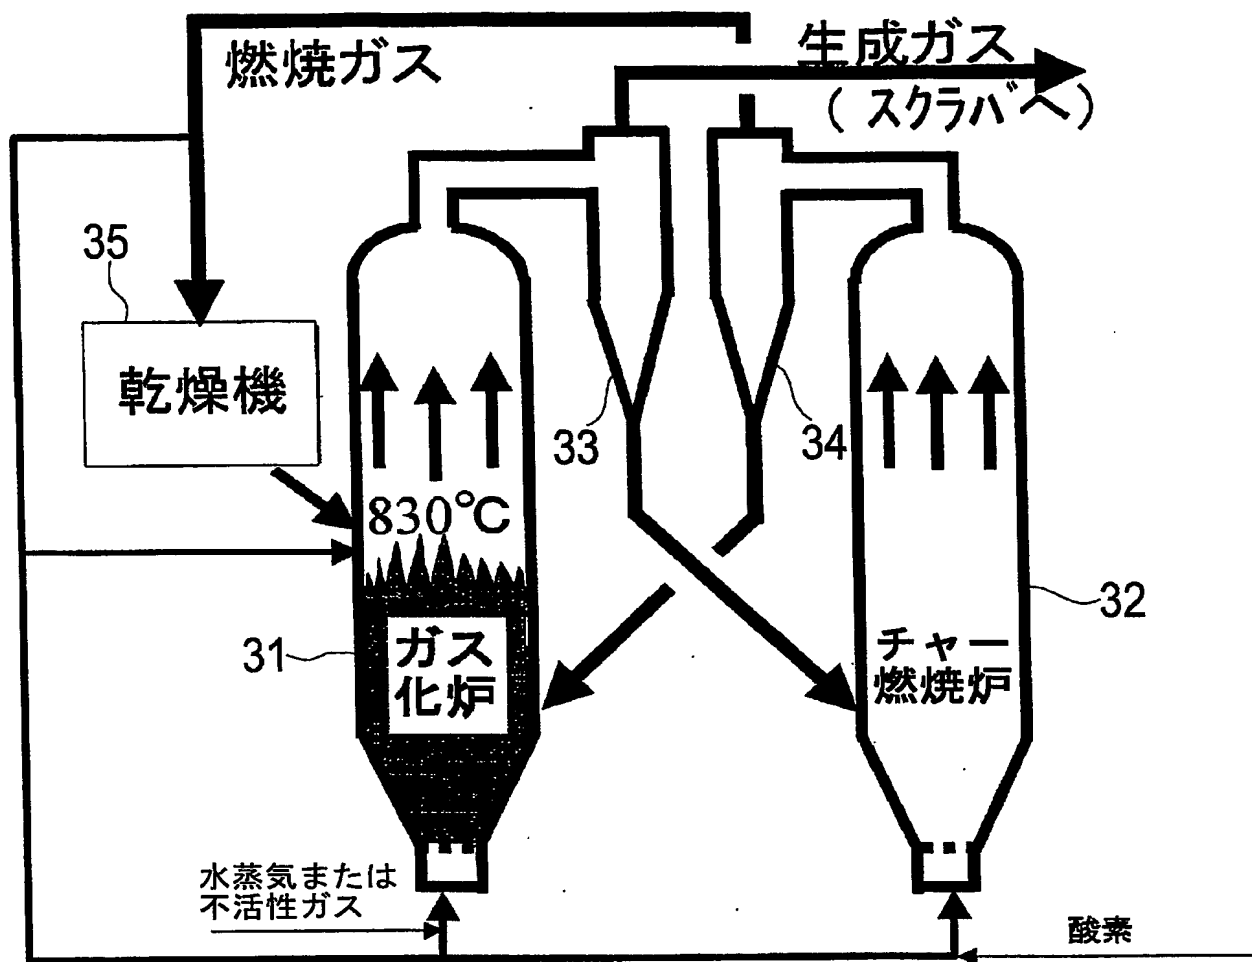 燃焼ガス
生成ガス
(スクラバへ)
35
乾燥機
33
34
830℃
31
ガス
化炉
32
チャー
燃焼炉
水蒸気または
不活性ガス
酸素